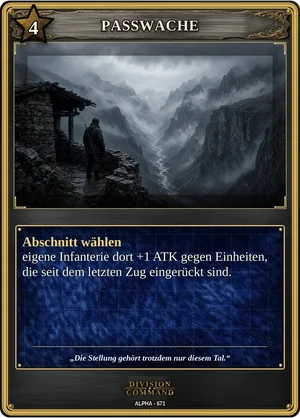 4
PASSWACHE
Abschnitt wählen
eigene Infanterie dort +1 ATK gegen Einheiten,
die seit dem letzten Zug eingerückt sind.
„Die Stellung gehört trotzdem nur diesem Tal.“
DIVISION
COMMAND
ALPHA - 671